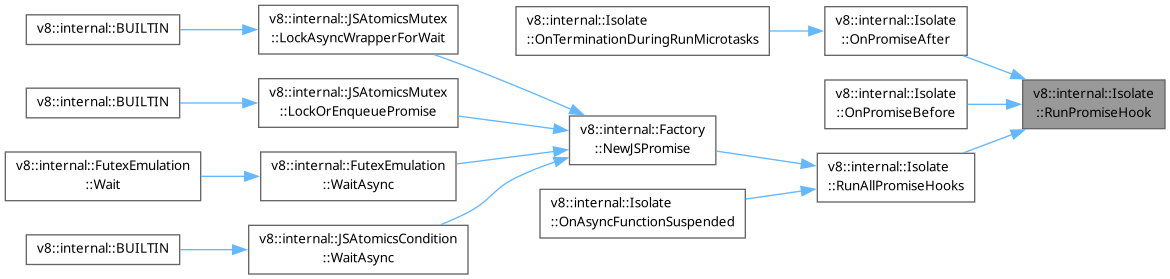 v8::internal::BUILTIN
v8::internal::JSAtomicsMutex
::LockAsyncWrapperForWait
v8::internal::Isolate
::OnTerminationDuringRunMicrotasks
v8::internal::Isolate
::OnPromiseAfter
v8::internal::BUILTIN
v8::internal::JSAtomicsMutex
::LockOrEnqueuePromise
v8::internal::Isolate
::OnPromiseBefore
v8::internal::Isolate
::RunPromiseHook
v8::internal::Factory
::NewJSPromise
v8::internal::FutexEmulation
::Wait
v8::internal::FutexEmulation
::WaitAsync
v8::internal::Isolate
::RunAllPromiseHooks
v8::internal::Isolate
::OnAsyncFunctionSuspended
v8::internal::BUILTIN
v8::internal::JSAtomicsCondition
::WaitAsync